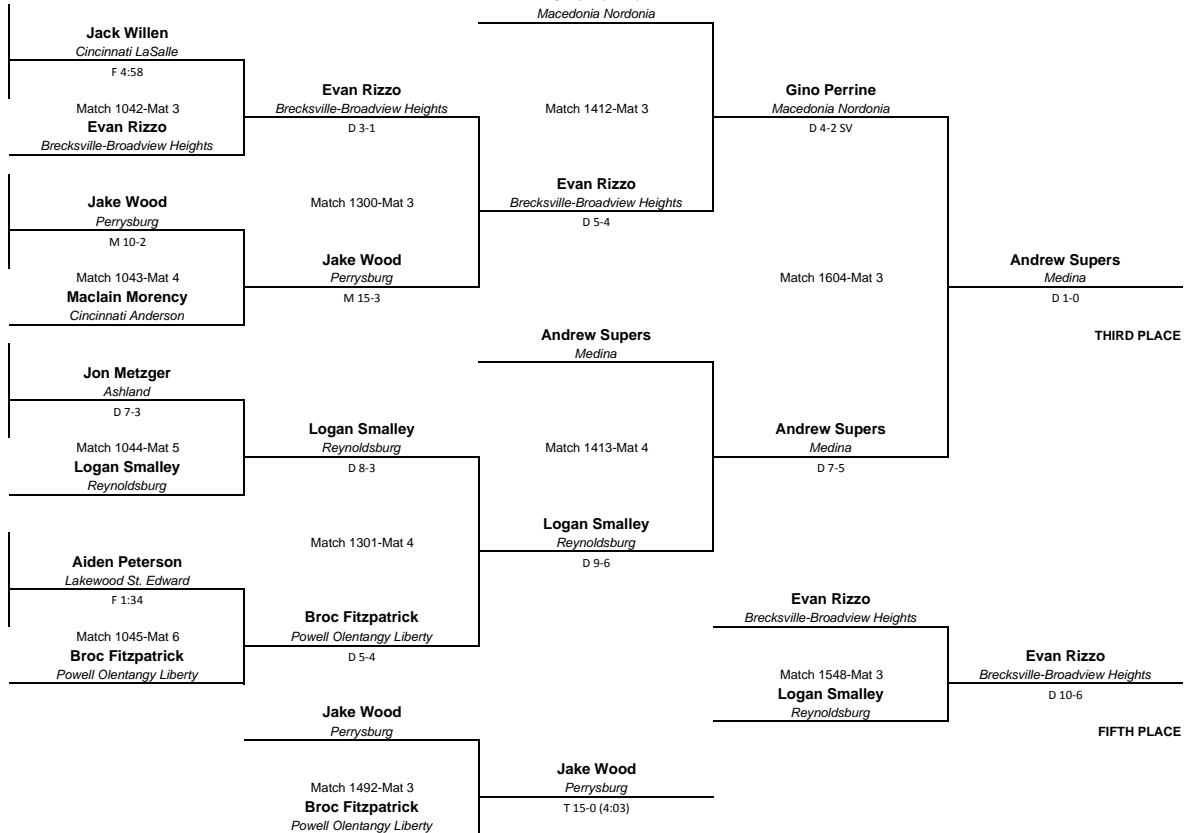 Macedonia Nordonia
Jack Willen
Cincinnati LaSalle
F 4:58
Match 1042-Mat 3
Evan Rizzo
Brecksville-Broadview Heights
Evan Rizzo
Brecksville-Broadview Heights
D 3-1
Match 1412-Mat 3
Gino Perrine
Macedonia Nordonia
D 4-2 SV
Jake Wood
Perrysburg
M 10-2
Match 1300-Mat 3
Evan Rizzo
Brecksville-Broadview Heights
D 5-4
Match 1043-Mat 4
Maclain Morency
Cincinnati Anderson
Jake Wood
Perrysburg
M 15-3
Match 1604-Mat 3
Andrew Supers
Medina
D 1-0
THIRD PLACE
Andrew Supers
Medina
Jon Metzger
Ashland
D 7-3
Match 1044-Mat 5
Logan Smalley
Reynoldsburg
Logan Smalley
Reynoldsburg
D 8-3
Match 1413-Mat 4
Andrew Supers
Medina
D 7-5
Match 1301-Mat 4
Logan Smalley
Reynoldsburg
D 9-6
Aiden Peterson
Lakewood St. Edward
F 1:34
Match 1045-Mat 6
Broc Fitzpatrick
Powell Olentangy Liberty
Broc Fitzpatrick
Powell Olentangy Liberty
D 5-4
Evan Rizzo
Brecksville-Broadview Heights
Match 1548-Mat 3
Logan Smalley
Reynoldsburg
Evan Rizzo
Brecksville-Broadview Heights
D 10-6
FIFTH PLACE
Jake Wood
Perrysburg
Match 1492-Mat 3
Broc Fitzpatrick
Powell Olentangy Liberty
Jake Wood
Perrysburg
T 15-0 (4:03)